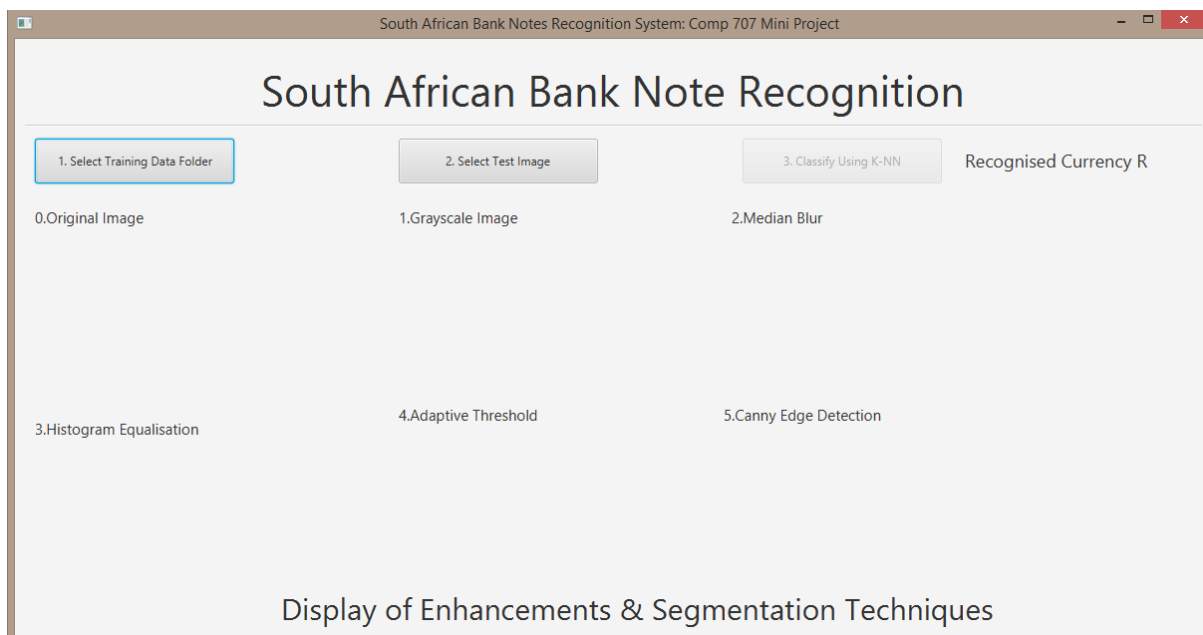 South African Bank Notes Recognition System: Comp 707 Mini Project
South African Bank Note Recognition
1. Select Training Data Folder
2. Select Test Image
3. Classify Using K-NN
Recognised Currency R
0.Original Image
1.Grayscale Image
2.Median Blur
3.Histogram Equalisation
4.Adaptive Threshold
5.Canny Edge Detection
Display of Enhancements & Segmentation Techniques